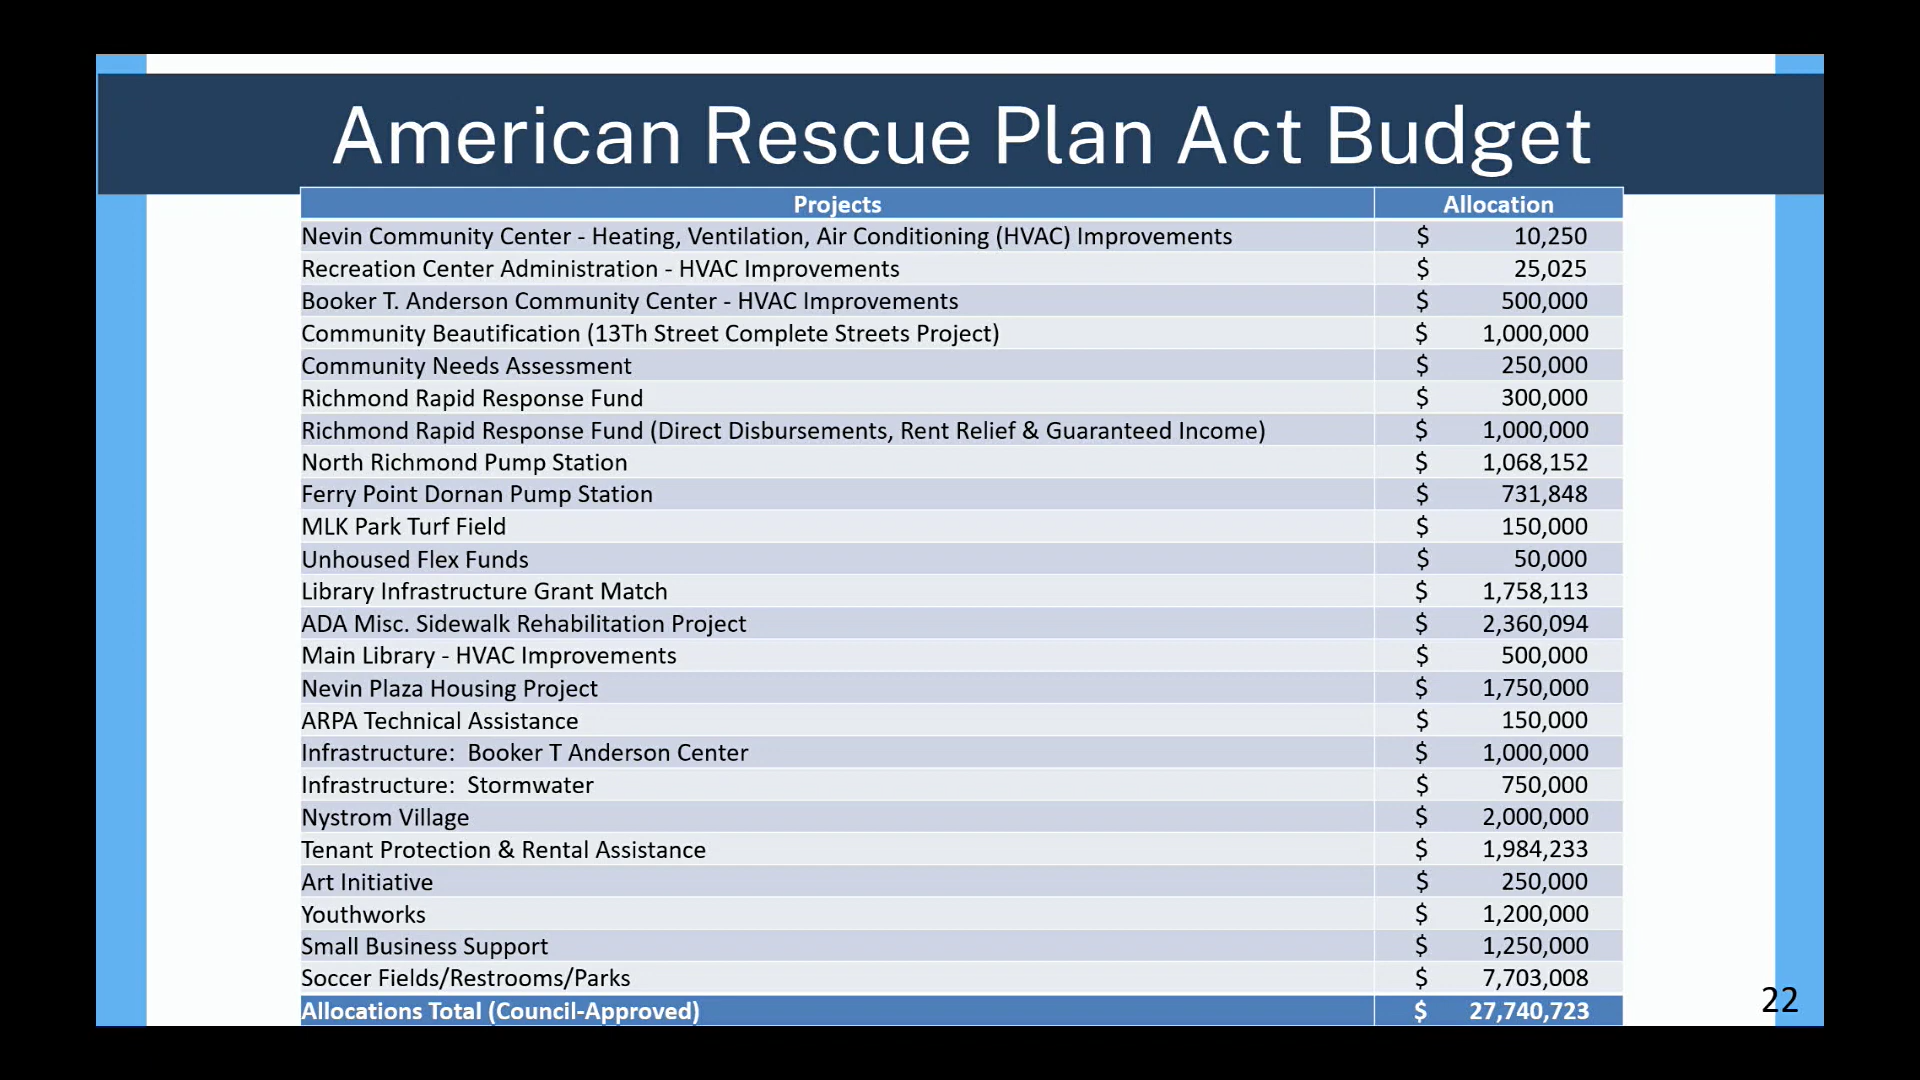 American Rescue Plan Act Budget
Projects Allocation
Nevin Community Center - Heating, Ventilation, Air Conditioning (HVAC) Improvements $ 10,250
Recreation Center Administration - HVAC Improvements $ 25,025
Booker T. Anderson Community Center - HVAC Improvements $ 500,000
Community Beautification (13Th Street Complete Streets Project) $ 1,000,000
Community Needs Assessment $ 250,000
Richmond Rapid Response Fund $ 300,000
Richmond Rapid Response Fund (Direct Disbursements, Rent Relief & Guaranteed Income) $ 1,000,000
North Richmond Pump Station $ 1,068,152
Ferry Point Dornan Pump Station $ 731,848
MLK Park Turf Field $ 150,000
Unhoused Flex Funds $ 50,000
Library Infrastructure Grant Match $ 1,758,113
ADA Misc. Sidewalk Rehabilitation Project $ 2,360,094
Main Library - HVAC Improvements $ 500,000
Nevin Plaza Housing Project $ 1,750,000
ARPA Technical Assistance $ 150,000
Infrastructure:  Booker T Anderson Center $ 1,000,000
Infrastructure:  Stormwater $ 750,000
Nystrom Village $ 2,000,000
Tenant Protection & Rental Assistance $ 1,984,233
Art Initiative $ 250,000
Youthworks $ 1,200,000
Small Business Support $ 1,250,000
Soccer Fields/Restrooms/Parks $ 7,703,008
Allocations Total (Council-Approved) $ 27,740,723
22